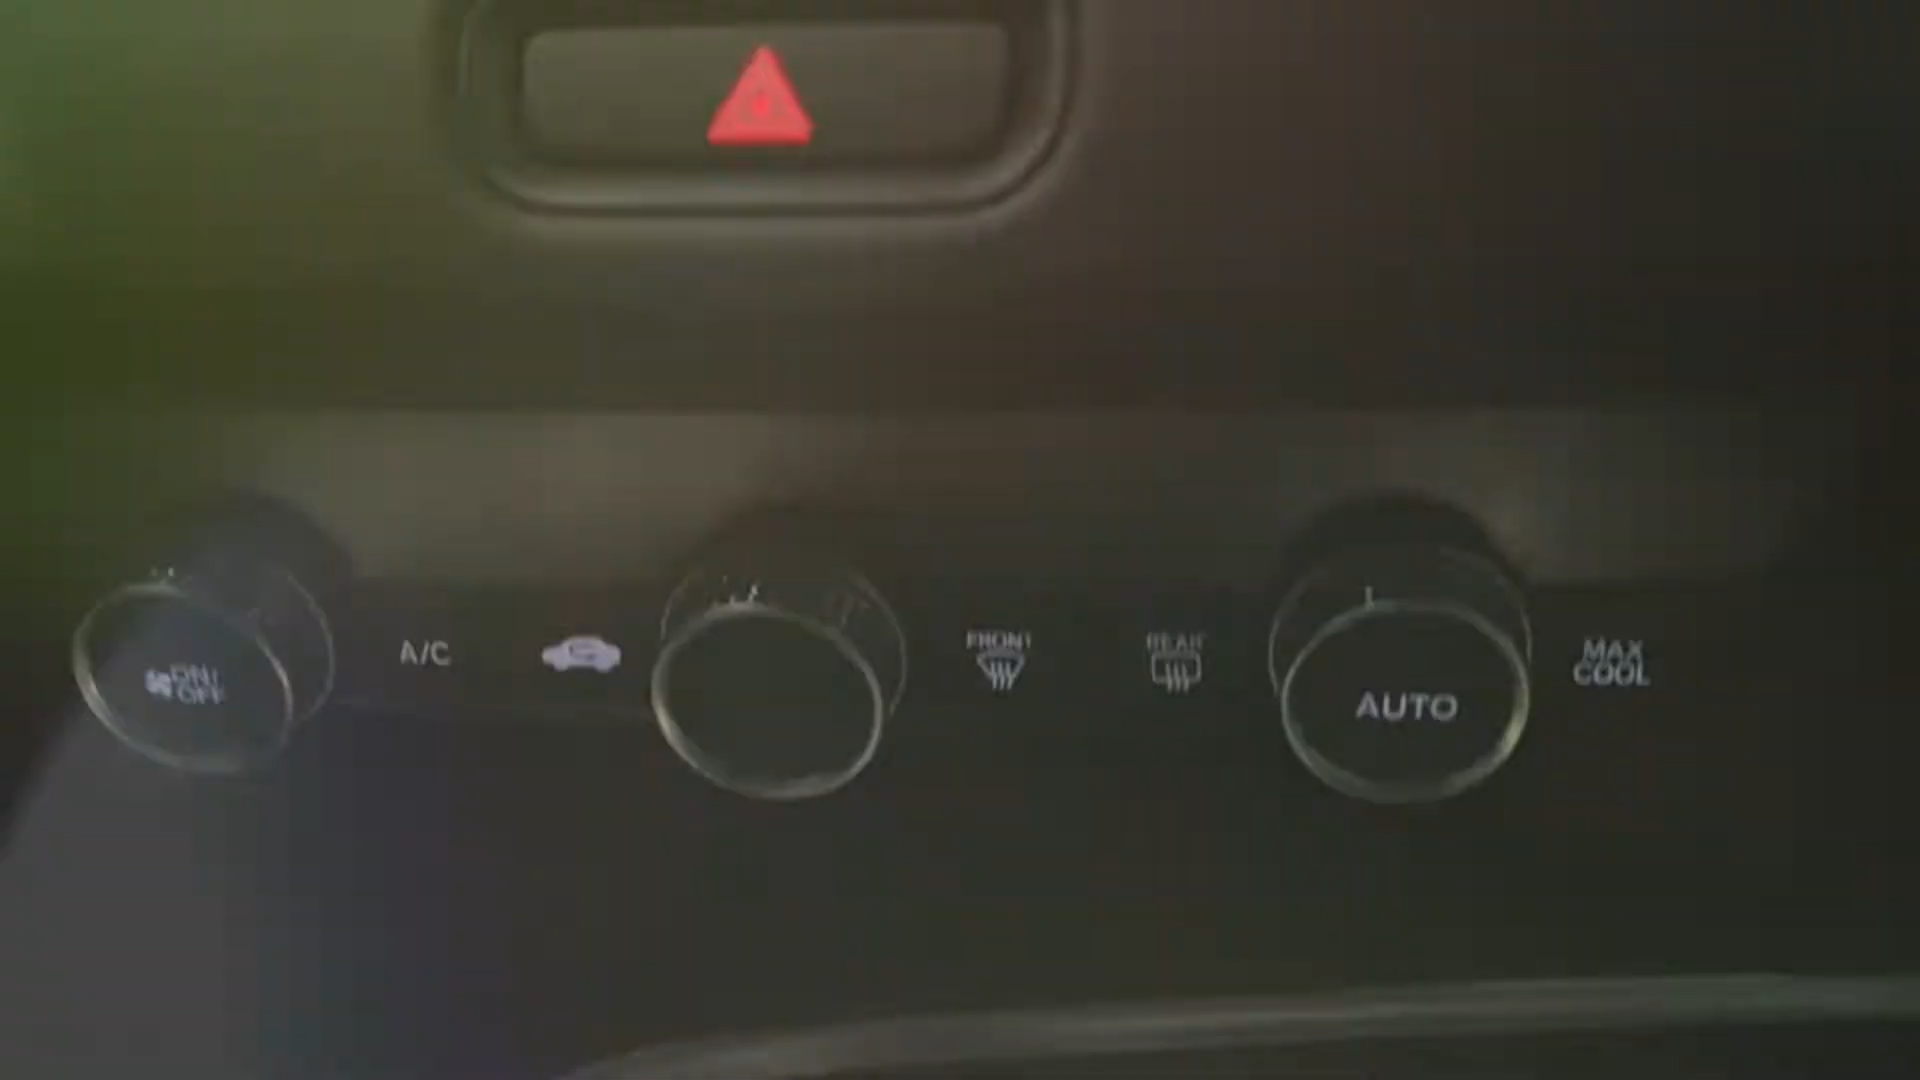 ON/
OFF
A/C
FRONT
REAR
AUTO
MAX
COOL